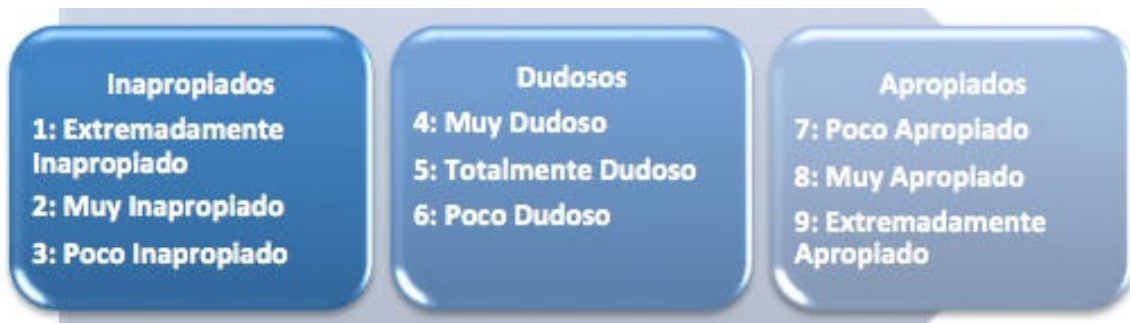 Inapropiados
1: Extremadamente
Inapropiado
2: Muy Inapropiado
3: Poco Inapropiado
Dudosos
4: Muy Dudoso
5: Totalmente Dudoso
6: Poco Dudoso
Apropiados
7: Poco Apropiado
8: Muy Apropiado
9: Extremadamente
Apropiado